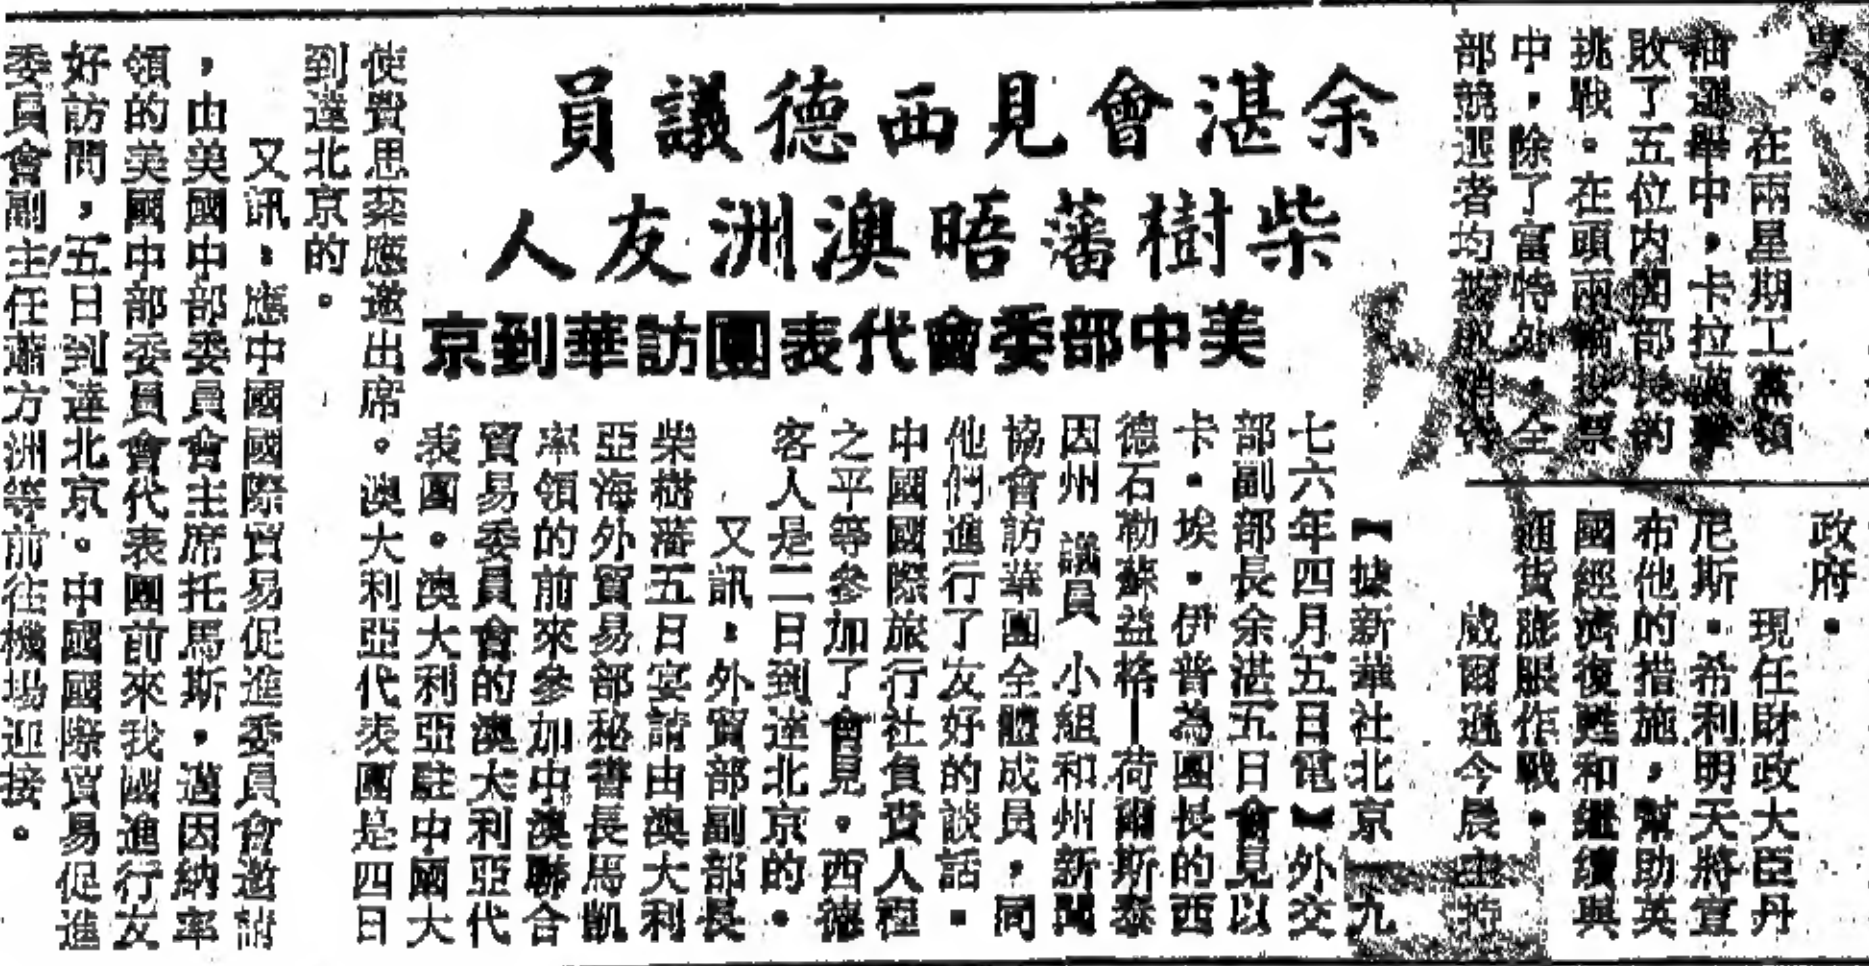 在兩星期工黨領
袖選舉中，卡拉漢擊
敗了五位内閣部長的
挑戰。在頭兩輪投票
中，除了富特外，全
部競選者均被
政府。
現任財政大臣丹
尼斯·希利明天將宣
布他的措施，幫助英
國經濟復甦和繼續與
通貨膨脹作戰。
威爾遜今晨主持
余湛會見西德議員
柴樹藩晤澳洲友人
美中部委會代表團訪華到京
【據新華社北京一九
七六年四月五日電】外交
部副部長余湛五日會見以
卡·埃·伊普為團長的西
德石勒蘇益格—荷爾斯泰
因州 議員 小組和州新聞
協會訪華團全體成員，同
他們進行了友好的談話。
中國國際旅行社負責人程
之平等參加了會見。西德
客人是二日到達北京的。
又訊：外貿部副部長
柴樹藩五日宴請由澳大利
亞海外貿易部秘書長馬凱
率領的前來參加中澳聯合
貿易委員會的澳大利亞代
表團。澳大利亞駐中國大
使費思棻應邀出席。澳大利亞代表團是四日
到達北京的。
又訊：應中國國際貿易促進委員會邀請
，由美國中部委員會主席托馬斯·邁因納率
領的美國中部委員會代表團前來我國進行友
好訪問，五日到達北京。中國國際貿易促進
委員會副主任蕭方洲等前往機場迎接。